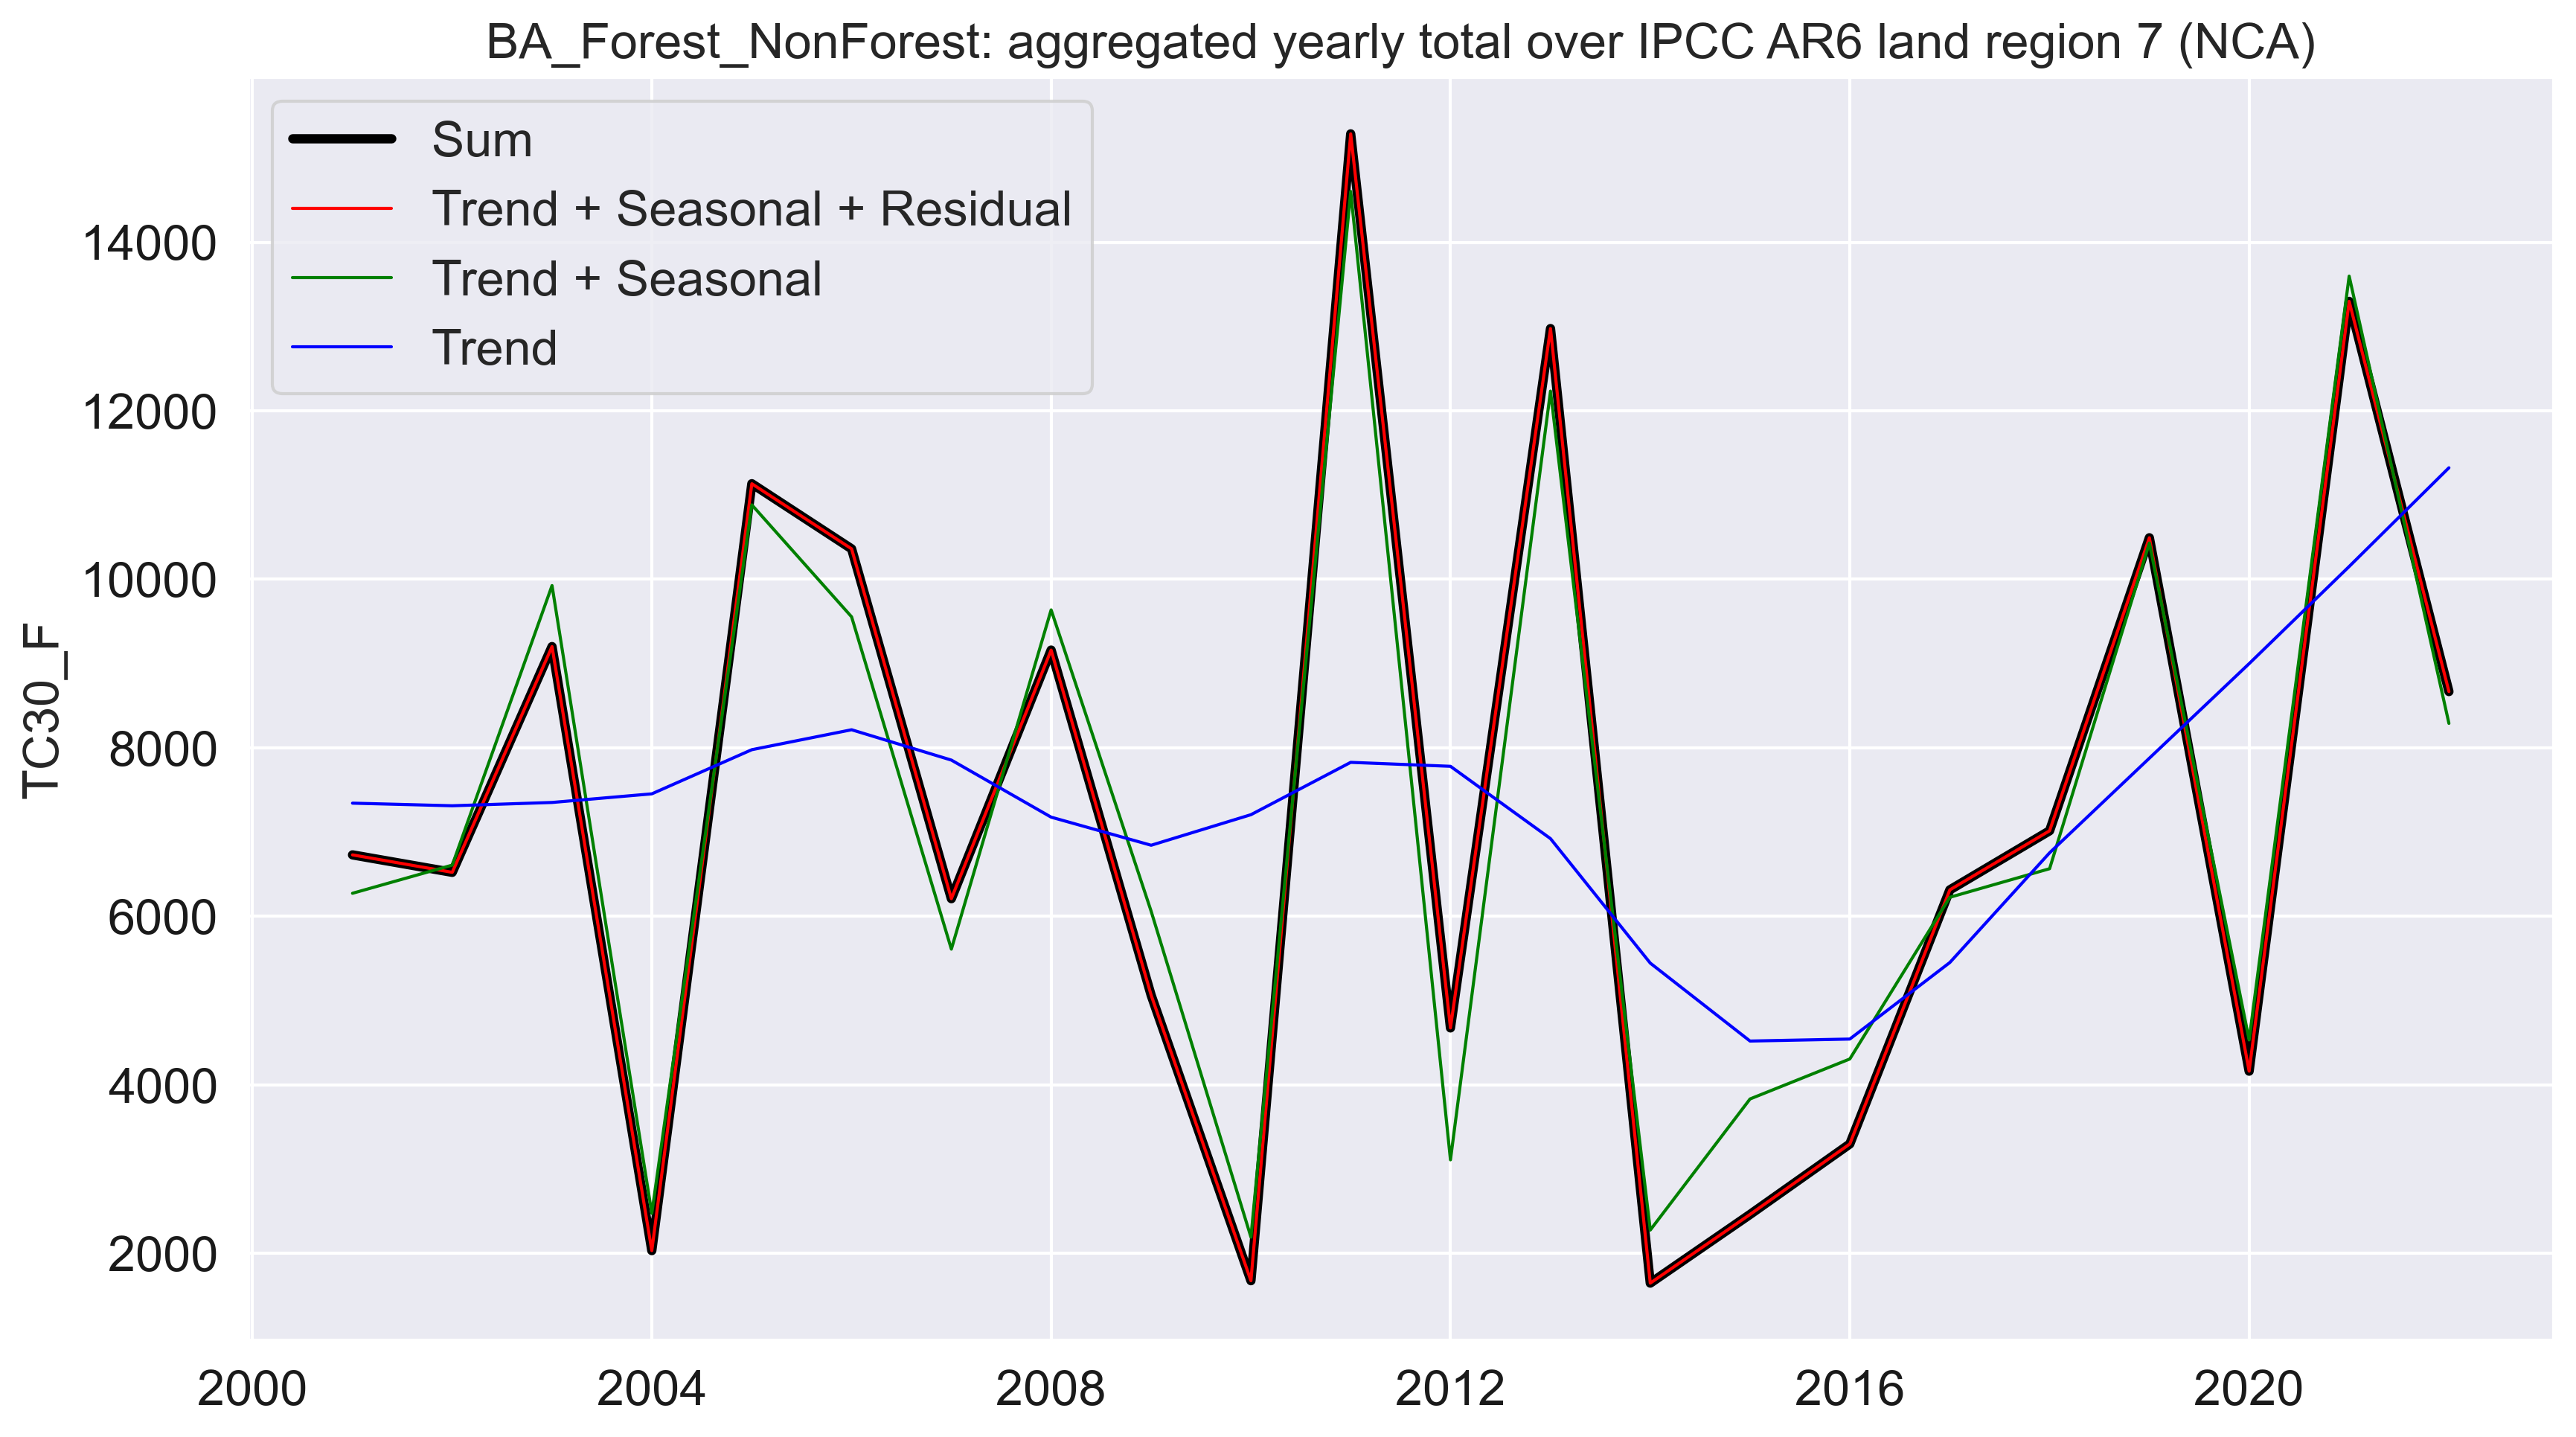 BA_Forest_NonForest: aggregated yearly total over IPCC AR6 land region 7 (NCA)
Sum
Trend + Seasonal + Residual
Trend + Seasonal
Trend
14000
12000
10000
8000
6000
4000
2000
TC30_F
2000 2004 2008 2012 2016 2020